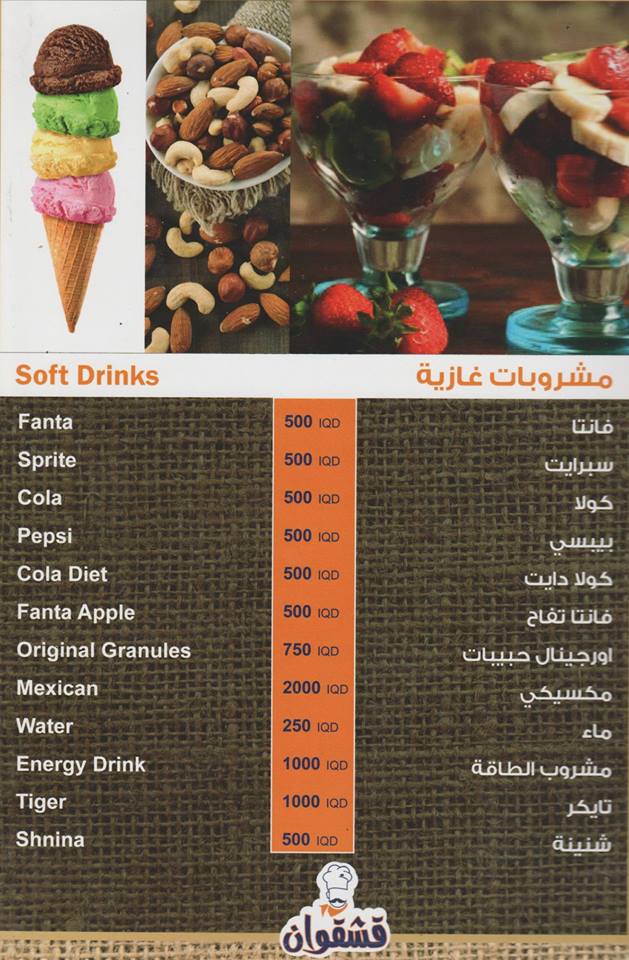 Soft Drinks مشروبات غازية
Fanta 500 IQD فانتا
Sprite 500 IQD سبرايت
Cola 500 IQD كولا
Pepsi 500 IQD بيبسي
Cola Diet 500 IQD كولا دايت
Fanta Apple 500 IQD فانتا تفاح
Original Granules 750 IQD اورجينال حبيبات
Mexican 2000 IQD مكسيكي
Water 250 IQD ماء
Energy Drink 1000 IQD مشروب الطاقة
Tiger 1000 IQD تايكر
Shnina 500 IQD شنينة
قشقوان